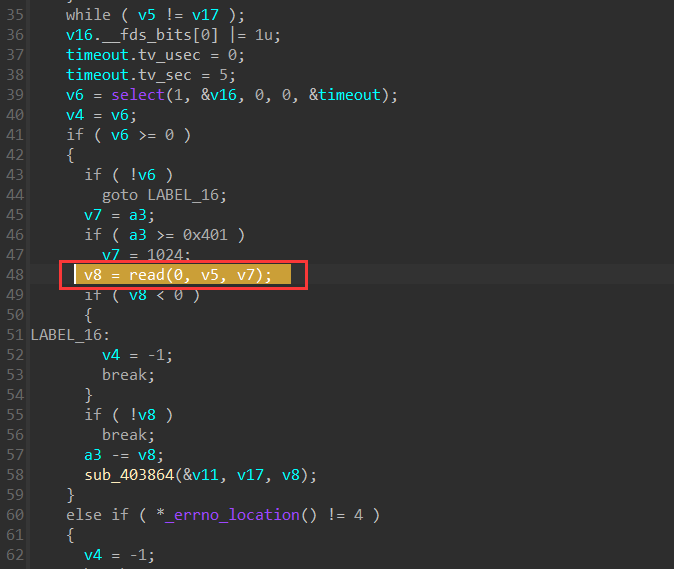 35 while ( v5 != v17 );
36 v16.__fds_bits[0] |= 1u;
37 timeout.tv_usec = 0;
38 timeout.tv_sec = 5;
39 v6 = select(1, &v16, 0, 0, &timeout);
40 v4 = v6;
41 if ( v6 >= 0 )
42 {
43 if ( !v6 )
44 goto LABEL_16;
45 v7 = a3;
46 if ( a3 >= 0x401 )
47 v7 = 1024;
48 v8 = read(0, v5, v7);
49 if ( v8 < 0 )
50 {
51 LABEL_16:
52 v4 = -1;
53 break;
54 }
55 if ( !v8 )
56 break;
57 a3 -= v8;
58 sub_403864(&v11, v17, v8);
59 }
60 else if ( *_errno_location() != 4 )
61 {
62 v4 = -1;